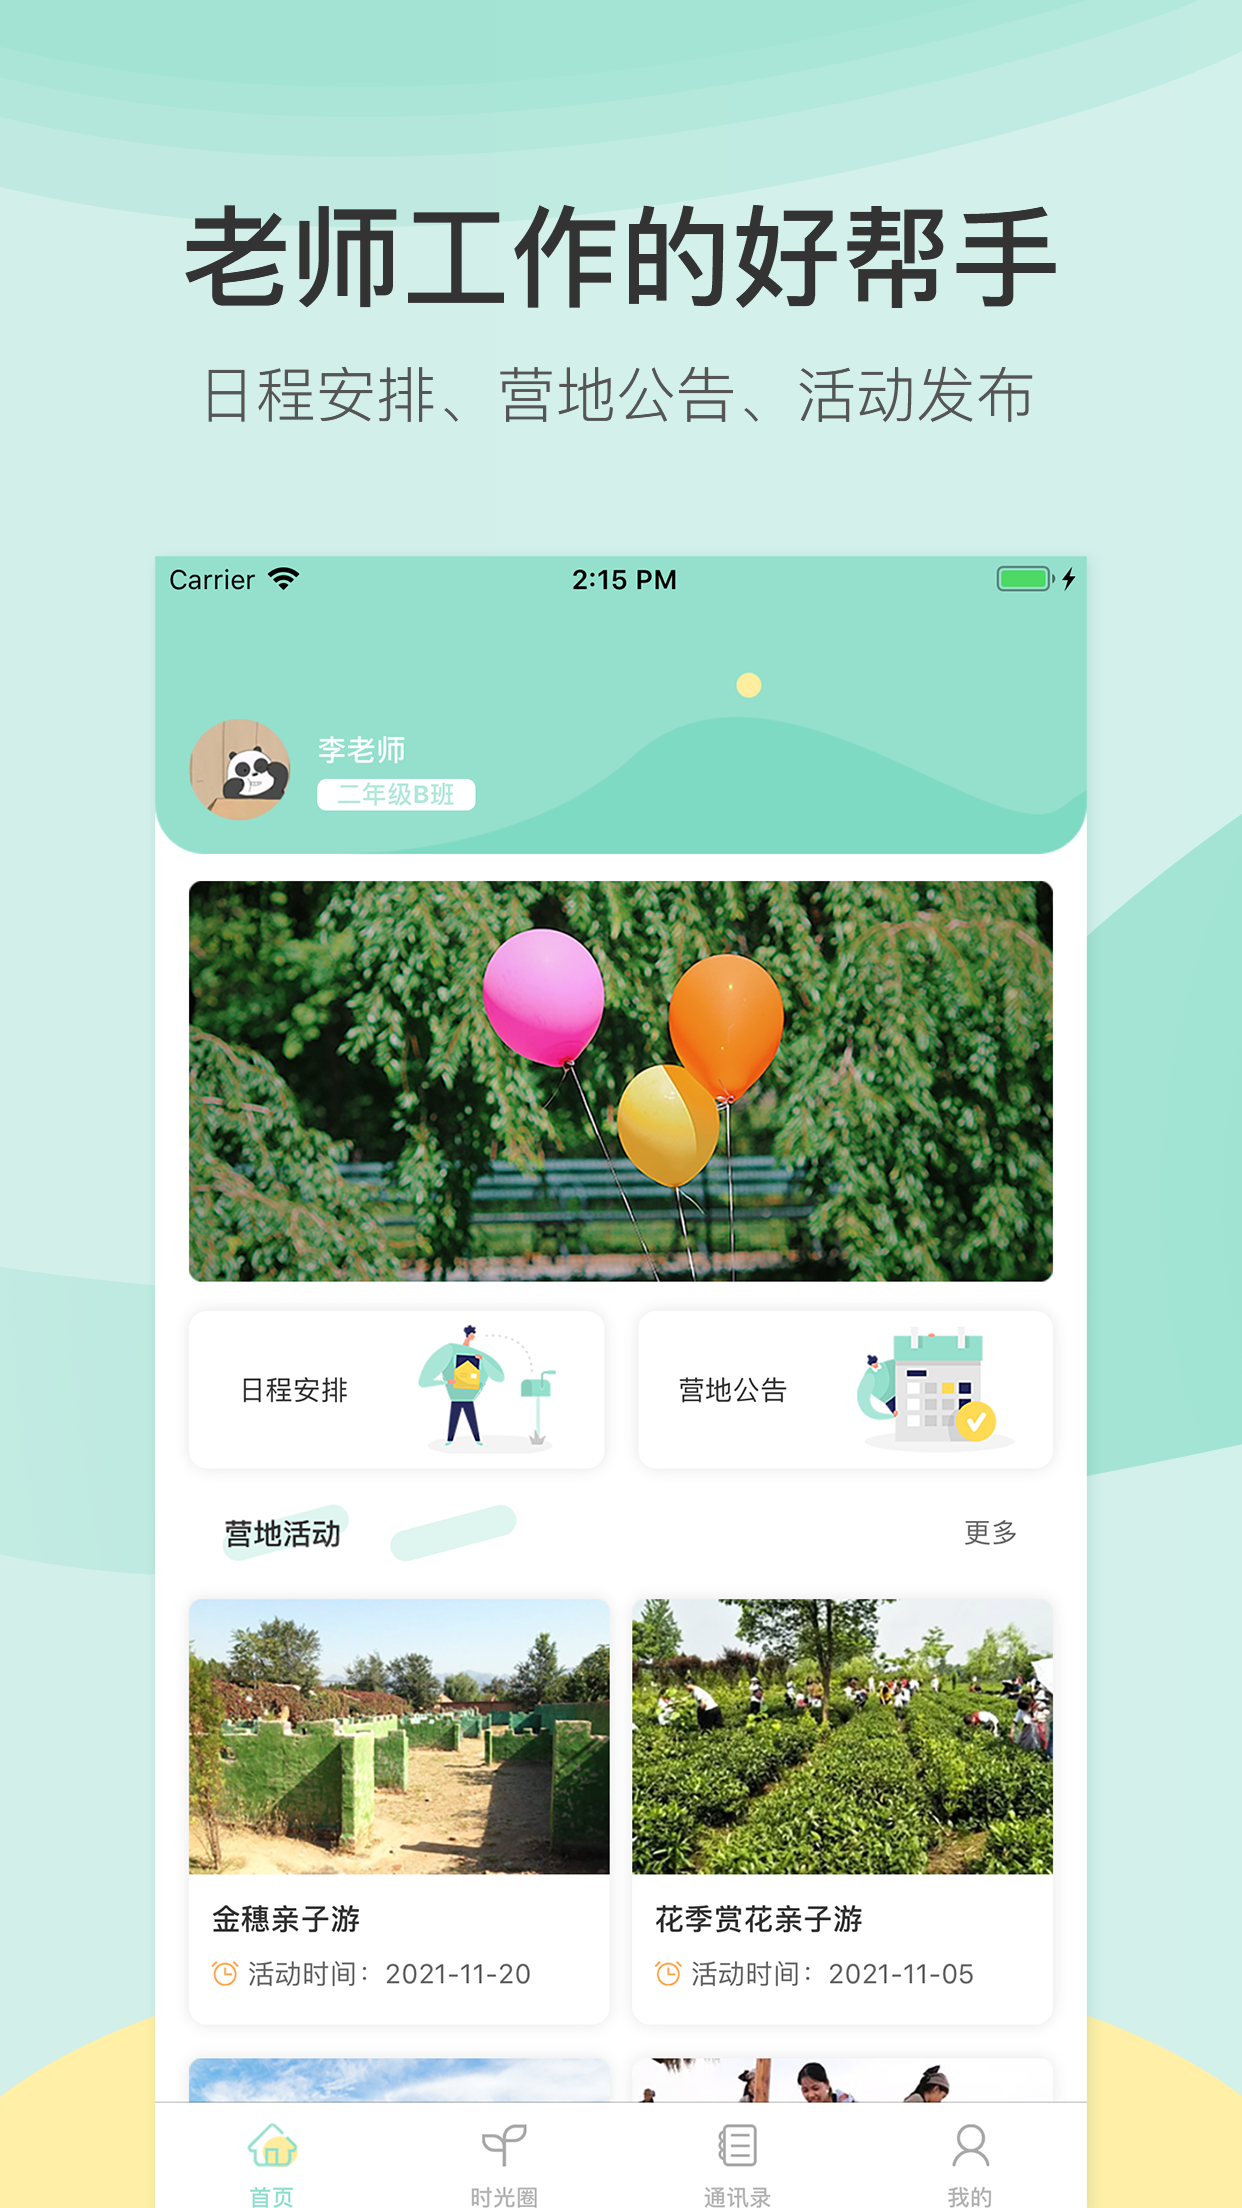 老师工作的好帮手
日程安排、营地公告、活动发布
Carrier 2:15 PM
李老师
二年级B班
日程安排 营地公告
营地活动 更多
金穗亲子游 花季赏花亲子游
活动时间：2021-11-20 活动时间：2021-11-05
首页 时光圈 通讯录 我的